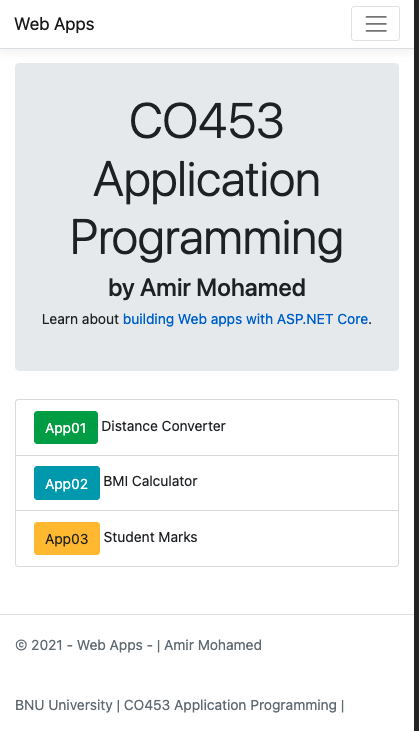 Web Apps
CO453
Application
Programming
by Amir Mohamed
Learn about building Web apps with ASP.NET Core.
App01 Distance Converter
App02 BMI Calculator
App03 Student Marks
© 2021 - Web Apps - | Amir Mohamed
BNU University | CO453 Application Programming |